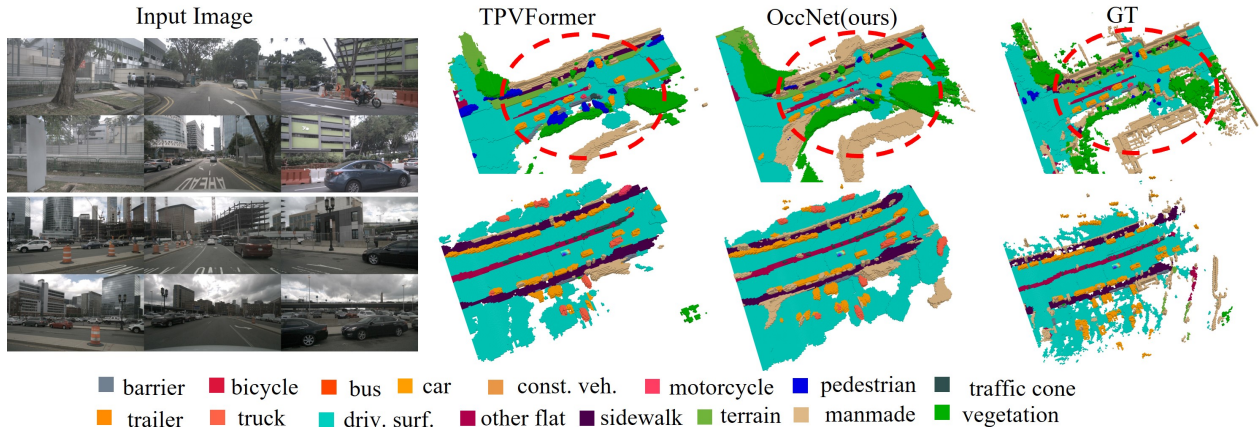 Input Image TPVFormer OccNet(ours) GT
AHEAD
barrier bicycle bus car const. veh. motorcycle pedestrian traffic cone
trailer truck driv. surf. other flat sidewalk terrain manmade vegetation